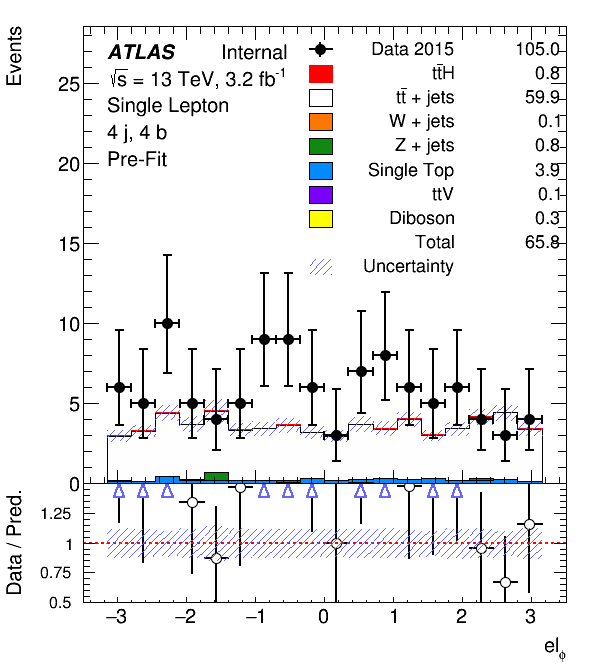 Events
ATLAS Internal
√s = 13 TeV, 3.2 fb⁻¹
Single Lepton
4 j, 4 b
Pre-Fit
Data 2015 105.0
tt̄H 0.8
tt̄ + jets 59.9
W + jets 0.1
Z + jets 0.8
Single Top 3.9
ttV 0.1
Diboson 0.3
Total 65.8
Uncertainty
25
20
15
10
5
0
Data / Pred.
1.25
1
0.75
0.5
−3 −2 −1 0 1 2 3
el_ϕ